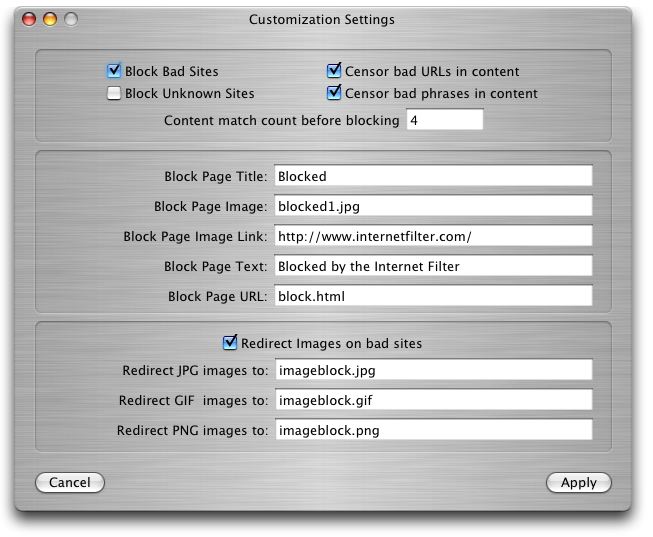 Customization Settings
Block Bad Sites
Censor bad URLs in content
Block Unknown Sites
Censor bad phrases in content
Content match count before blocking 4
Block Page Title: Blocked
Block Page Image: blocked1.jpg
Block Page Image Link: http://www.internetfilter.com/
Block Page Text: Blocked by the Internet Filter
Block Page URL: block.html
Redirect Images on bad sites
Redirect JPG images to: imageblock.jpg
Redirect GIF  images to: imageblock.gif
Redirect PNG images to: imageblock.png
Cancel
Apply